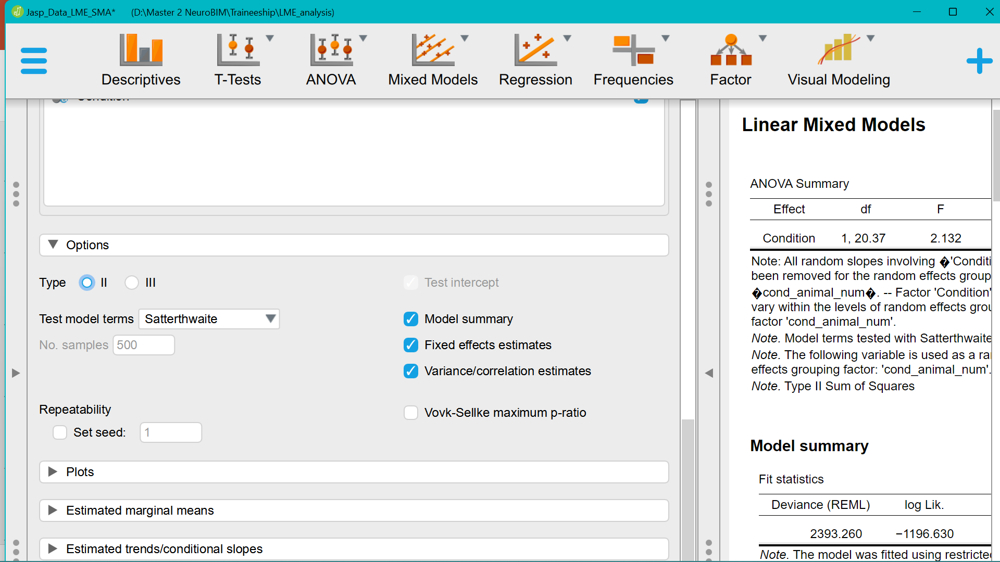 Jasp_Data_LME_SMA* (D:\Master 2 NeuroBIM\Traineeship\LME_analysis)
Descriptives T-Tests ANOVA Mixed Models Regression Frequencies Factor Visual Modeling
Condition
Options
Type II III
Test intercept
Test model terms Satterthwaite
Model summary
No. samples 500
Fixed effects estimates
Variance/correlation estimates
Repeatability
Vovk-Sellke maximum p-ratio
Set seed: 1
Plots
Estimated marginal means
Estimated trends/conditional slopes
Linear Mixed Models
ANOVA Summary
Effect df F
Condition 1, 20.37 2.132
Note: All random slopes involving �'Conditi
been removed for the random effects group
�cond_animal_num�. -- Factor 'Condition'
vary within the levels of random effects grou
factor 'cond_animal_num'.
Note. Model terms tested with Satterthwaite
Note. The following variable is used as a ra
effects grouping factor: 'cond_animal_num'.
Note. Type II Sum of Squares
Model summary
Fit statistics
Deviance (REML) log Lik.
2393.260 −1196.630
Note. The model was fitted using restricted